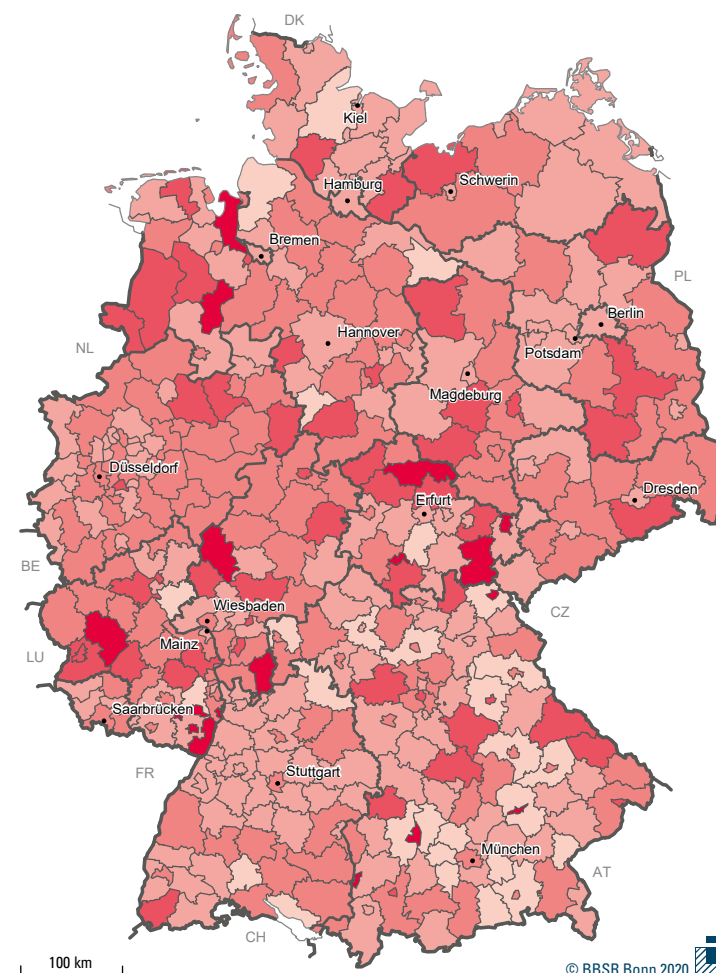 DK
Kiel
Hamburg
Schwerin
Bremen
PL
Berlin
Hannover
Potsdam
NL
Magdeburg
Düsseldorf
Dresden
Erfurt
BE
Wiesbaden
CZ
Mainz
LU
Saarbrücken
FR
Stuttgart
München
AT
CH
100 km
© BBSR Bonn 2020